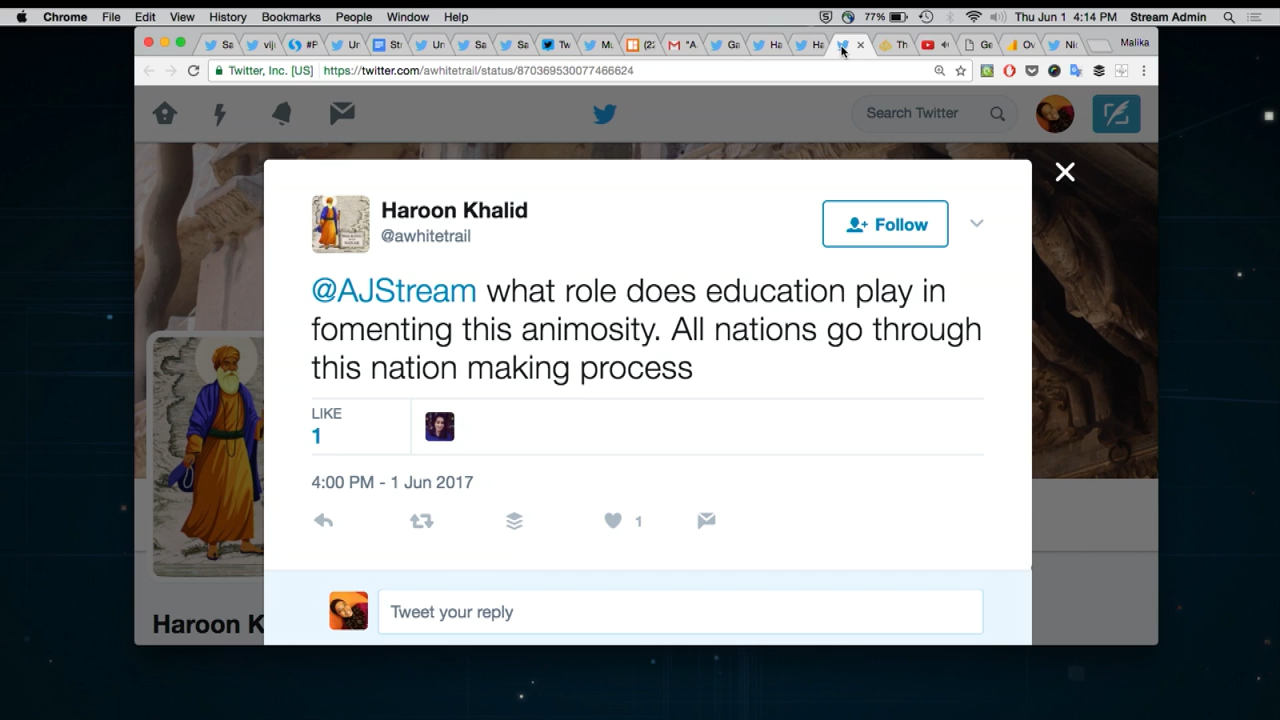 Chrome File Edit View History Bookmarks People Window Help 77% Thu Jun 1 4:14 PM Stream Admin
Malika
Twitter, Inc. [US] https://twitter.com/awhitetrail/status/870369530077466624
Search Twitter
Haroon Khalid
@awhitetrail
Follow
@AJStream what role does education play in
fomenting this animosity. All nations go through
this nation making process
LIKE
1
4:00 PM - 1 Jun 2017
1
Tweet your reply
Haroon K